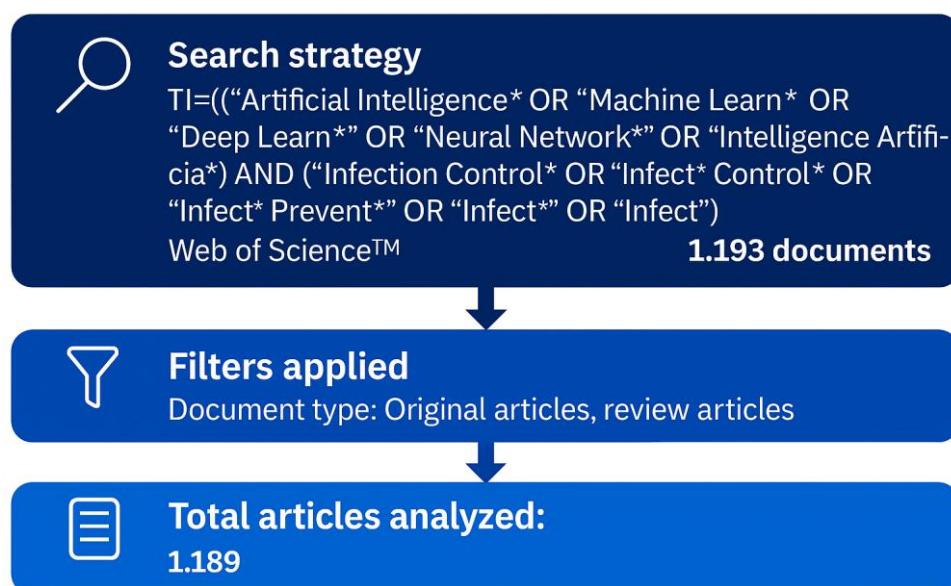 Search strategy
TI=((“Artificial Intelligence* OR “Machine Learn* OR
“Deep Learn*” OR “Neural Network*” OR “Intelligence Arfifi-
cia*) AND (“Infection Control* OR “Infect* Control* OR
“Infect* Prevent*” OR “Infect*” OR “Infect”)
Web of Science™ 1.193 documents
Filters applied
Document type: Original articles, review articles
Total articles analyzed:
1.189